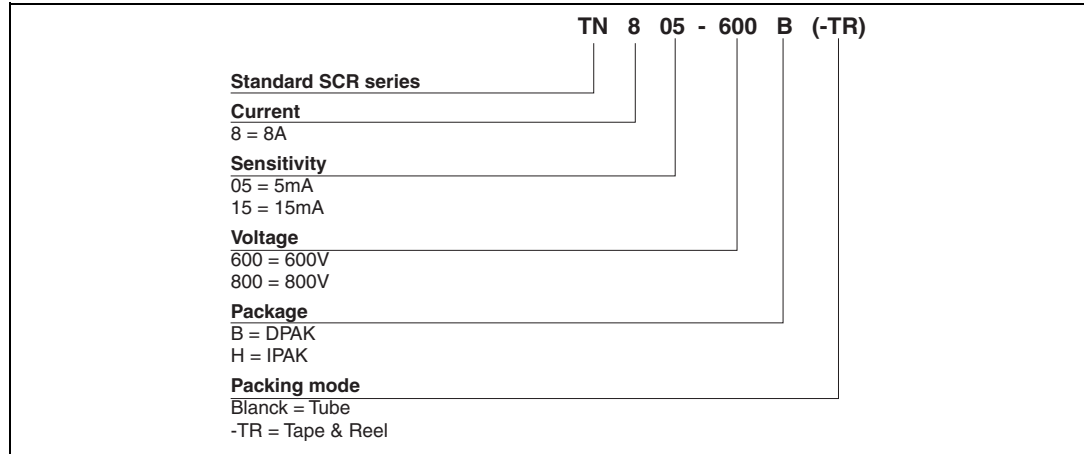 TN 8 05 - 600 B (-TR)
Standard SCR series
Current
8 = 8A
Sensitivity
05 = 5mA
15 = 15mA
Voltage
600 = 600V
800 = 800V
Package
B = DPAK
H = IPAK
Packing mode
Blanck = Tube
-TR = Tape & Reel